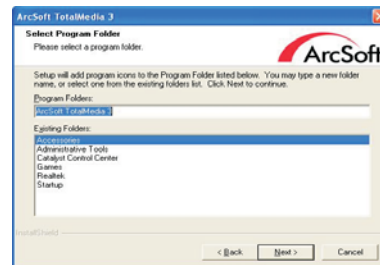 ArcSoft TotalMedia 3
Select Program Folder
Please select a program folder.
ArcSoft
Setup will add program icons to the Program Folder listed below. You may type a new folder
name, or select one from the existing folders list. Click Next to continue.
Program Folders:
ArcSoft TotalMedia 3
Existing Folders:
Accessories
Administrative Tools
Catalyst Control Center
Games
Realtek
Startup
InstallShield
< Back
Next >
Cancel